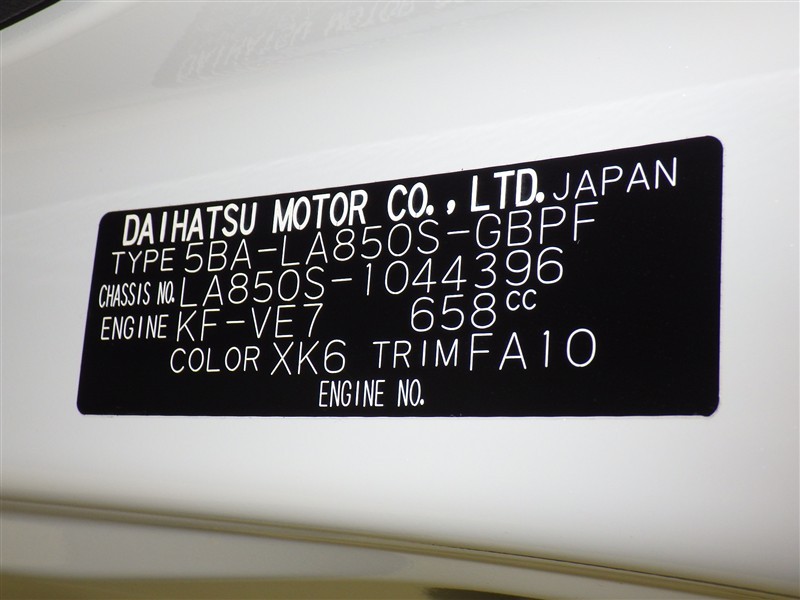 DAIHATSU MOTOR CO., LTD. JAPAN
TYPE 5BA-LA850S-GBPF
CHASSIS NO. LA850S-1044396
ENGINE KF-VE7 658cc
COLOR XK6 TRIM FA10
ENGINE NO.